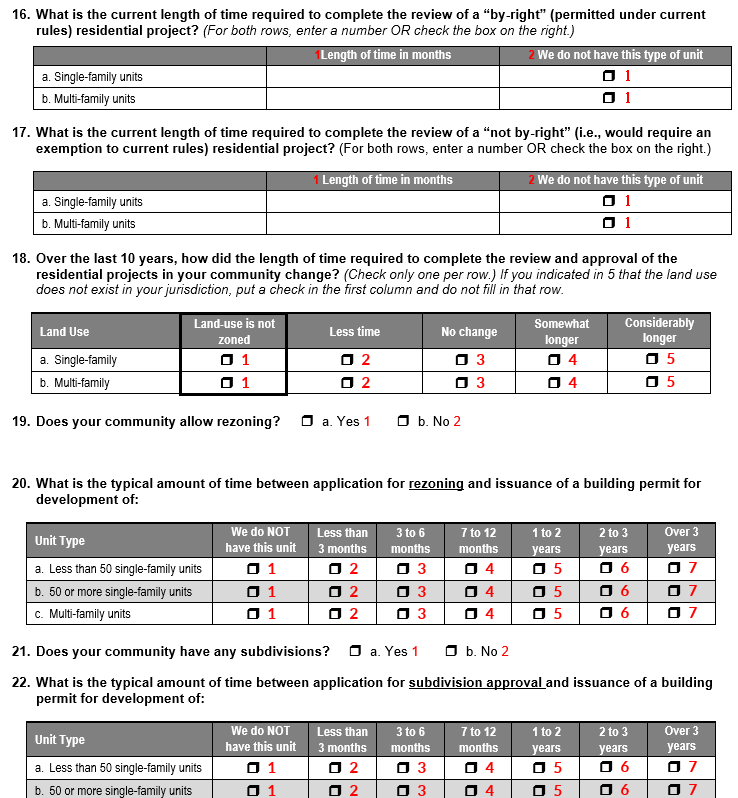 16. What is the current length of time required to complete the review of a “by-right” (permitted under current
rules) residential project? (For both rows, enter a number OR check the box on the right.)
1Length of time in months 2 We do not have this type of unit
a. Single-family units ❒ 1
b. Multi-family units ❒ 1
17. What is the current length of time required to complete the review of a “not by-right” (i.e., would require an
exemption to current rules) residential project? (For both rows, enter a number OR check the box on the right.)
1 Length of time in months 2 We do not have this type of unit
a. Single-family units ❒ 1
b. Multi-family units ❒ 1
18. Over the last 10 years, how did the length of time required to complete the review and approval of the
residential projects in your community change? (Check only one per row.) If you indicated in 5 that the land use
does not exist in your jurisdiction, put a check in the first column and do not fill in that row.
Land Use Land-use is not zoned Less time No change Somewhat longer Considerably longer
a. Single-family ❒ 1 ❒ 2 ❒ 3 ❒ 4 ❒ 5
b. Multi-family ❒ 1 ❒ 2 ❒ 3 ❒ 4 ❒ 5
19. Does your community allow rezoning? ❒ a. Yes 1 ❒ b. No 2
20. What is the typical amount of time between application for rezoning and issuance of a building permit for
development of:
Unit Type We do NOT have this unit Less than 3 months 3 to 6 months 7 to 12 months 1 to 2 years 2 to 3 years Over 3 years
a. Less than 50 single-family units ❒ 1 ❒ 2 ❒ 3 ❒ 4 ❒ 5 ❒ 6 ❒ 7
b. 50 or more single-family units ❒ 1 ❒ 2 ❒ 3 ❒ 4 ❒ 5 ❒ 6 ❒ 7
c. Multi-family units ❒ 1 ❒ 2 ❒ 3 ❒ 4 ❒ 5 ❒ 6 ❒ 7
21. Does your community have any subdivisions? ❒ a. Yes 1 ❒ b. No 2
22. What is the typical amount of time between application for subdivision approval and issuance of a building
permit for development of:
Unit Type We do NOT have this unit Less than 3 months 3 to 6 months 7 to 12 months 1 to 2 years 2 to 3 years Over 3 years
a. Less than 50 single-family units ❒ 1 ❒ 2 ❒ 3 ❒ 4 ❒ 5 ❒ 6 ❒ 7
b. 50 or more single-family units ❒ 1 ❒ 2 ❒ 3 ❒ 4 ❒ 5 ❒ 6 ❒ 7